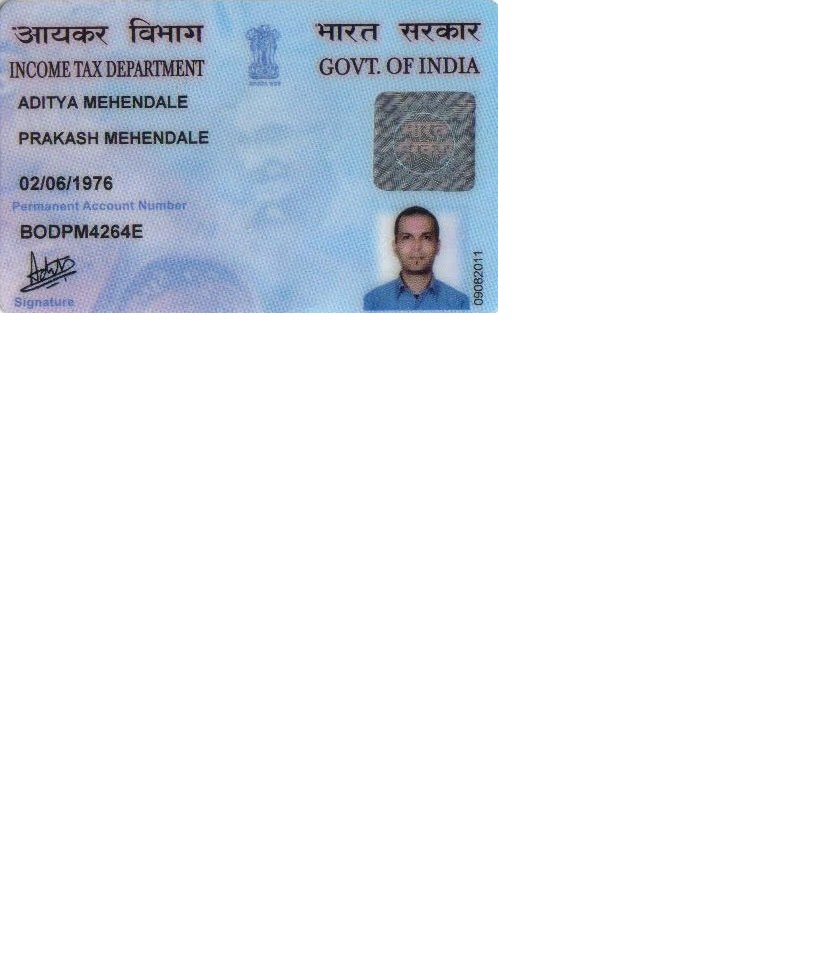 आयकर विभाग
भारत सरकार
INCOME TAX DEPARTMENT
GOVT. OF INDIA
ADITYA MEHENDALE
PRAKASH MEHENDALE
02/06/1976
Permanent Account Number
BODPM4264E
Signature
भारत
09082011